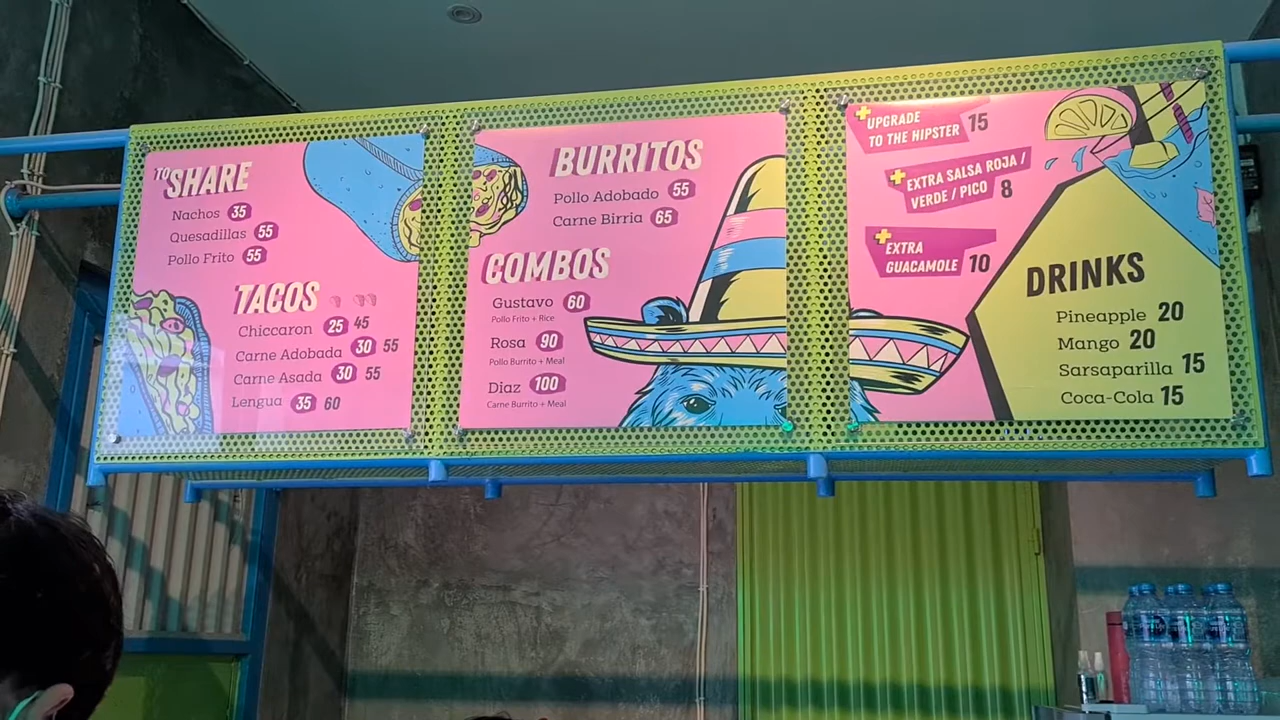 TO SHARE
Nachos 35
Quesadillas 55
Pollo Frito 55
TACOS
Chiccaron 25 45
Carne Adobada 30 55
Carne Asada 30 55
Lengua 35 60
BURRITOS
Pollo Adobado 55
Carne Birria 65
COMBOS
Gustavo 60
Pollo Frito + Rice
Rosa 90
Pollo Burrito + Meal
Diaz 100
Carne Burrito + Meal
+ UPGRADE
TO THE HIPSTER 15
+ EXTRA SALSA ROJA /
VERDE / PICO 8
+ EXTRA
GUACAMOLE 10
DRINKS
Pineapple 20
Mango 20
Sarsaparilla 15
Coca-Cola 15